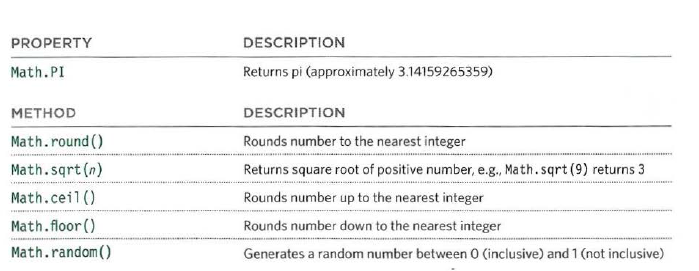 PROPERTY DESCRIPTION
Math.PI Returns pi (approximately 3.14159265359)
METHOD DESCRIPTION
Math.round() Rounds number to the nearest integer
Math.sqrt(n) Returns square root of positive number, e.g., Math.sqrt(9) returns 3
Math.ceil() Rounds number up to the nearest integer
Math.floor() Rounds number down to the nearest integer
Math.random() Generates a random number between 0 (inclusive) and 1 (not inclusive)